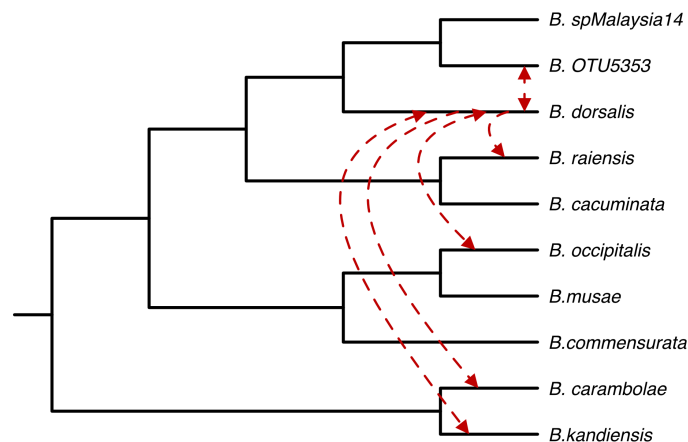 B. spMalaysia14
B. OTU5353
B. dorsalis
B. raiensis
B. cacuminata
B. occipitalis
B.musae
B.commensurata
B. carambolae
B.kandiensis